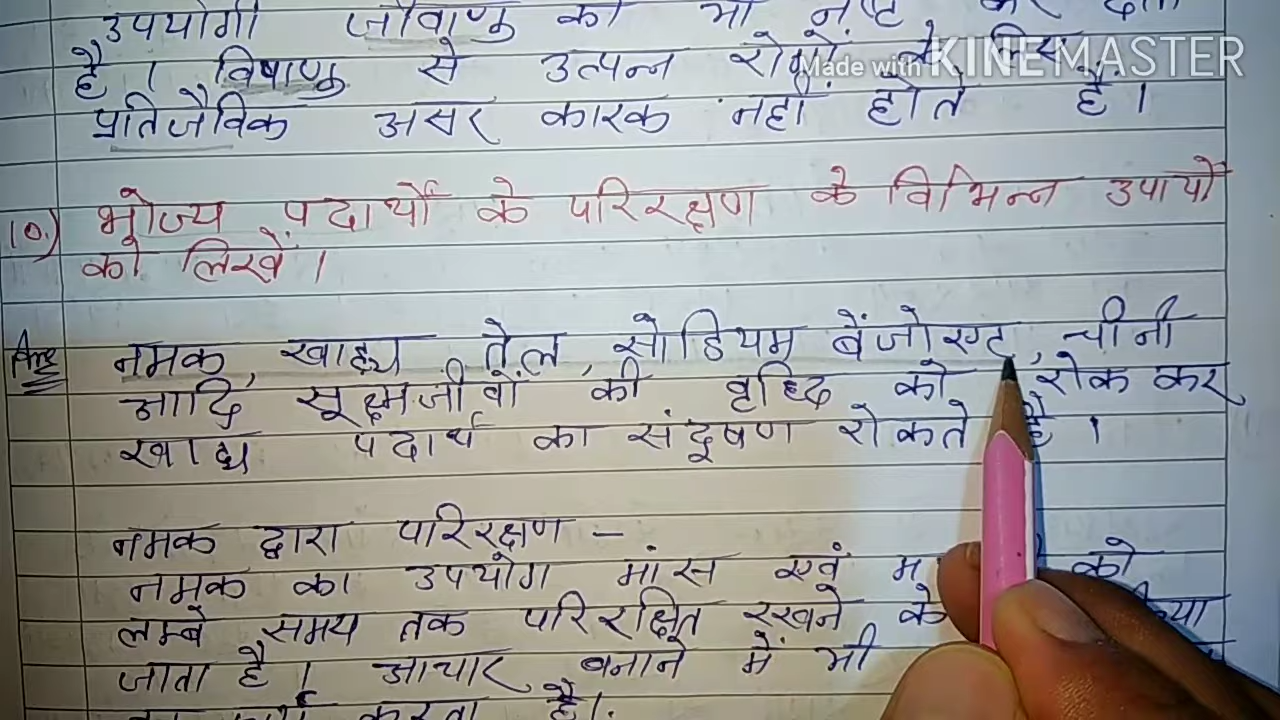 उपयोगी जीवाणु को भी नष्ट कर देता
है। विषाणु से उत्पन्न रोगों के लिए
Made with KINEMASTER
प्रतिजैविक असर कारक नहीं होते हैं।
10.) भोज्य पदार्थों के परिरक्षण के विभिन्न उपायों
को लिखें।
Ans नमक, खाद्य तेल, सोडियम बेंजोएट, चीनी
आदि सूक्ष्मजीवों की वृध्दि को रोक कर
खाद्य पदार्थ का संदूषण रोकते है।
नमक द्वारा परिरक्षण –
नमक का उपयोग मांस एवं को
लम्बे समय तक परिरक्षित रखने के
जाता है। आचार बनाने में भी
करता है।